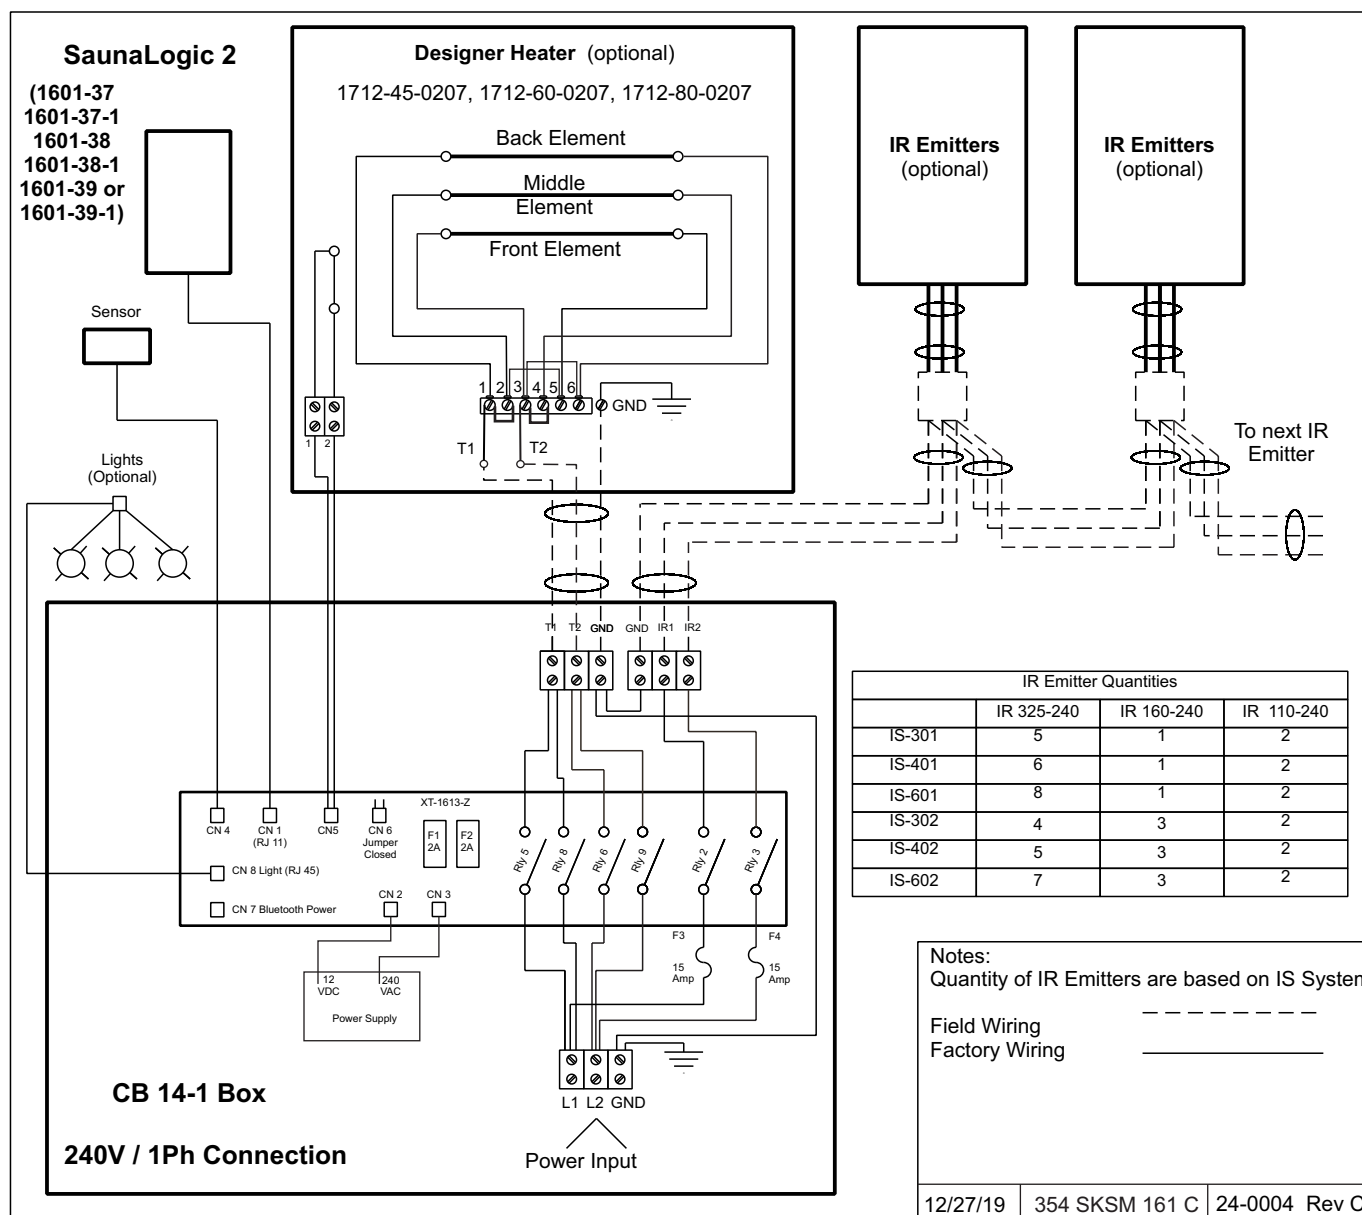 SaunaLogic 2
(1601-37
1601-37-1
1601-38
1601-38-1
1601-39 or
1601-39-1)
Designer Heater (optional)
1712-45-0207, 1712-60-0207, 1712-80-0207
Back Element
Middle
Element
Front Element
1 2 3 4 5 6
GND
T1
T2
1 2
IR Emitters
(optional)
IR Emitters
(optional)
To next IR
Emitter
Sensor
Lights
(Optional)
T1 T2 GND GND IR1 IR2
IR Emitter Quantities
IR 325-240 IR 160-240 IR 110-240
IS-301 5 1 2
IS-401 6 1 2
IS-601 8 1 2
IS-302 4 3 2
IS-402 5 3 2
IS-602 7 3 2
XT-1613-Z
CN 4
CN 1
(RJ 11)
CN5
CN 6
Jumper
Closed
F1
2A
F2
2A
Rly 5
Rly 8
Rly 6
Rly 9
Rly 2
Rly 3
CN 8 Light (RJ 45)
CN 7 Bluetooth Power
CN 2
CN 3
F3
15
Amp
F4
15
Amp
12
VDC
240
VAC
Power Supply
L1 L2 GND
Power Input
CB 14-1 Box
240V / 1Ph Connection
Notes:
Quantity of IR Emitters are based on IS System
Field Wiring
Factory Wiring
12/27/19 354 SKSM 161 C 24-0004 Rev C